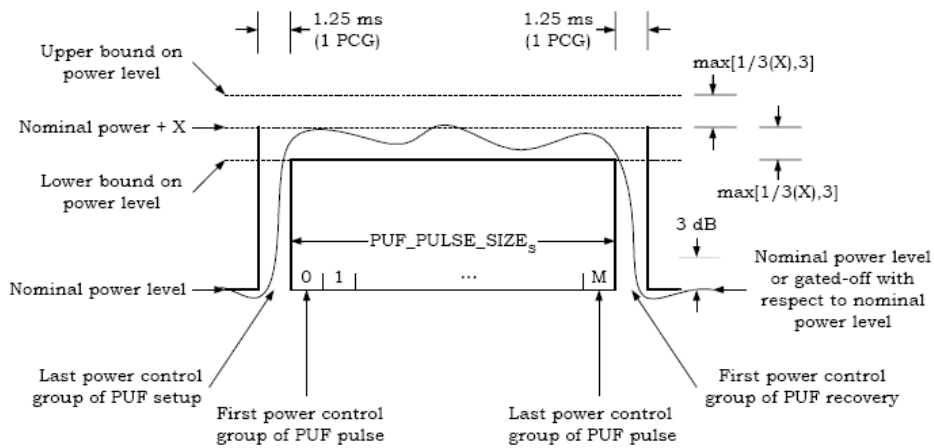 1.25 ms
(1 PCG)
1.25 ms
(1 PCG)
Upper bound on
power level
max[1/3(X),3]
Nominal power + X
Lower bound on
power level
max[1/3(X),3]
3 dB
PUF_PULSE_SIZEs
0 1 ... M
Nominal power level
Nominal power level
or gated-off with
respect to nominal
power level
Last power control
group of PUF setup
First power control
group of PUF pulse
Last power control
group of PUF pulse
First power control
group of PUF recovery